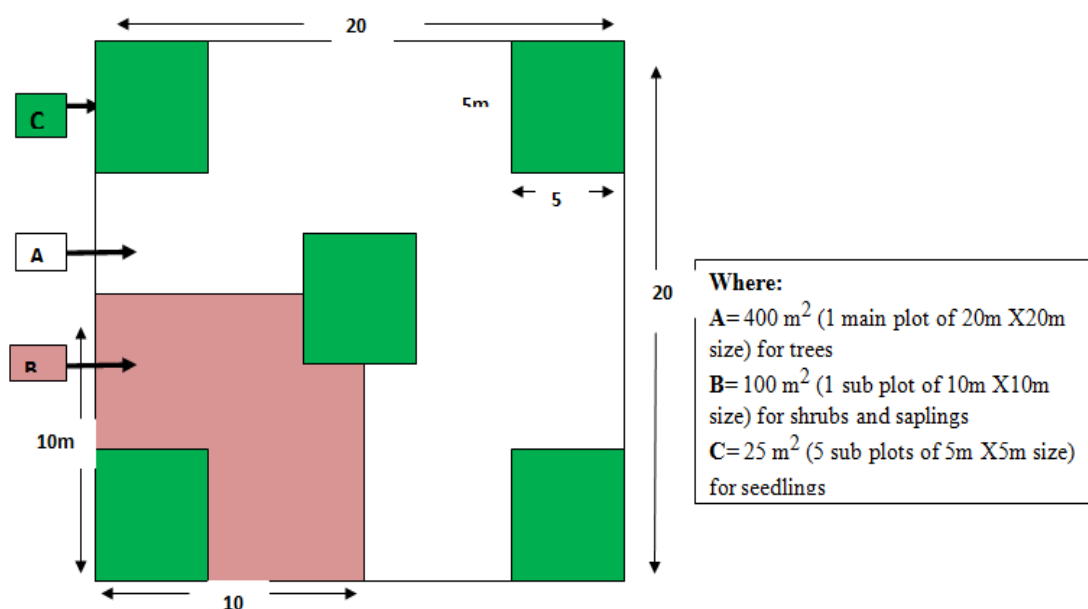 20
C
5m
5
A
20
B
10m
10
Where:
A= 400 m² (1 main plot of 20m X20m
size) for trees
B= 100 m² (1 sub plot of 10m X10m
size) for shrubs and saplings
C= 25 m² (5 sub plots of 5m X5m size)
for seedlings